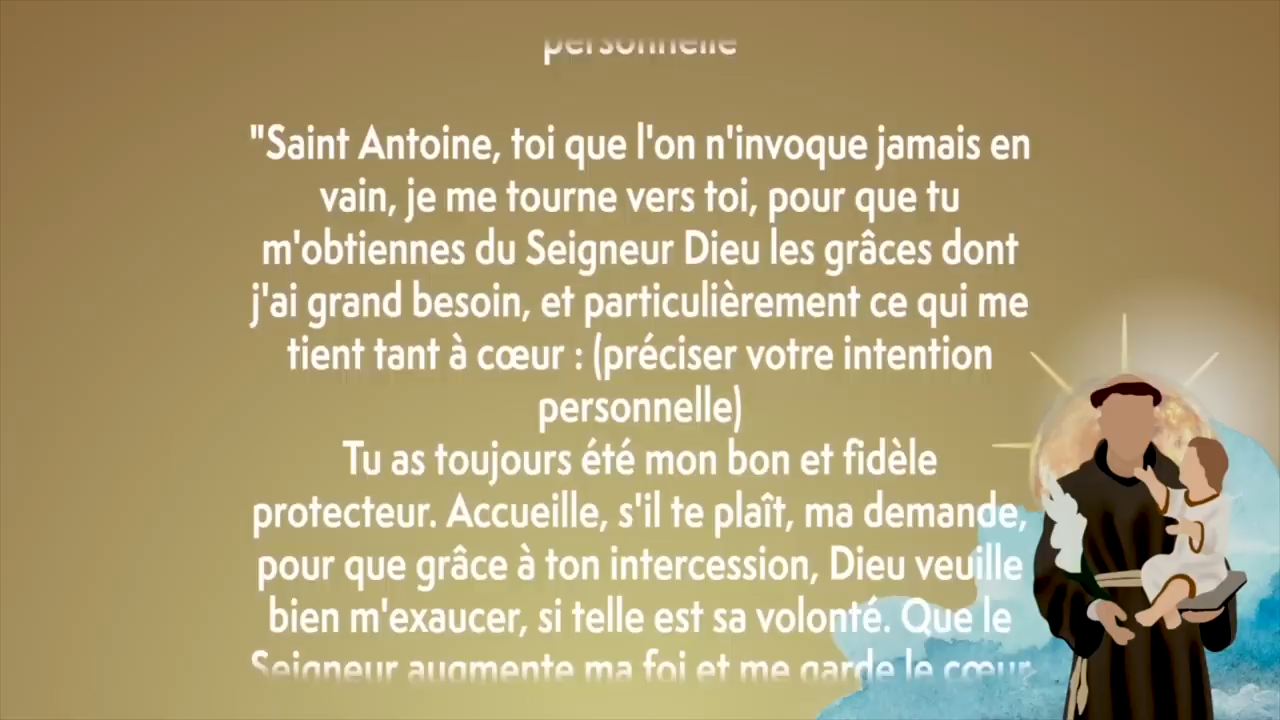 personnelle
"Saint Antoine, toi que l'on n'invoque jamais en
vain, je me tourne vers toi, pour que tu
m'obtiennes du Seigneur Dieu les grâces dont
j'ai grand besoin, et particulièrement ce qui me
tient tant à cœur : (préciser votre intention
personnelle)
Tu as toujours été mon bon et fidèle
protecteur. Accueille, s'il te plaît, ma demande,
pour que grâce à ton intercession, Dieu veuille
bien m'exaucer, si telle est sa volonté. Que le
Seigneur augmente ma foi et me garde le cœur